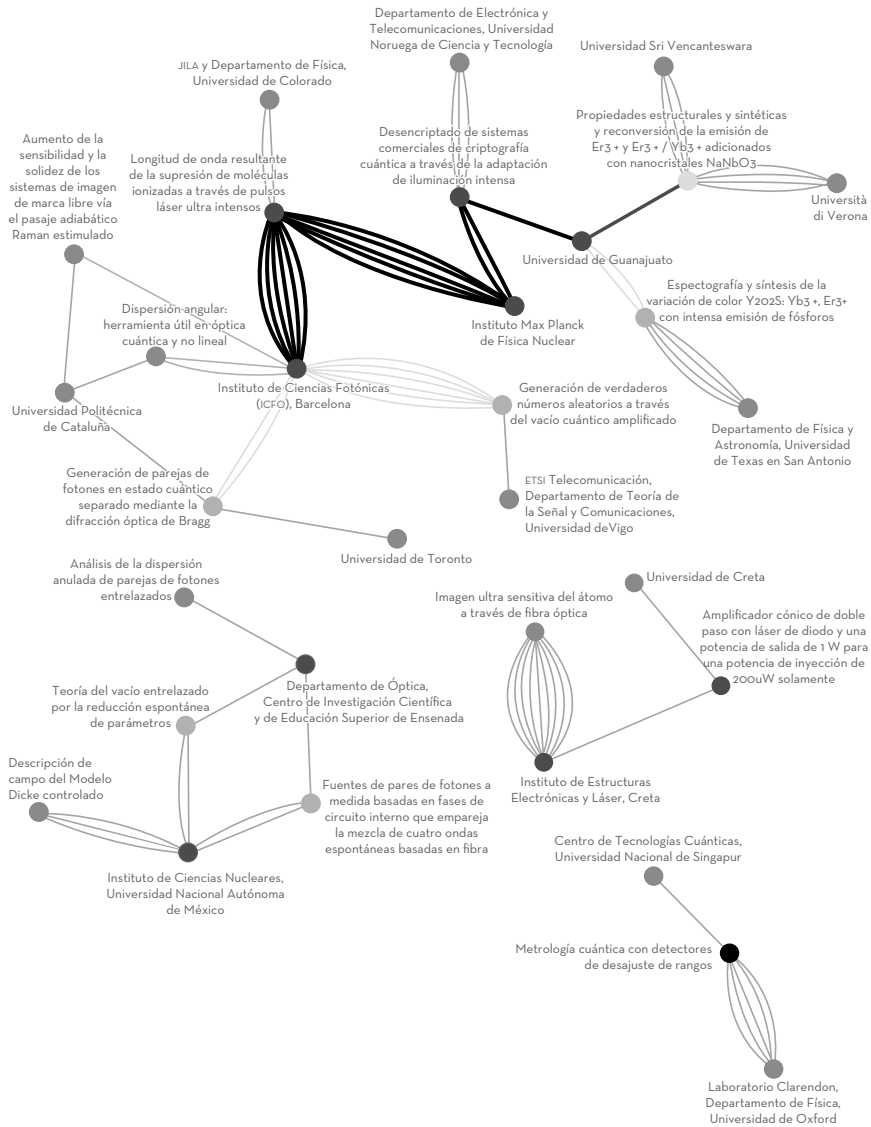 Departamento de Electrónica y
Telecomunicaciones, Universidad
Noruega de Ciencia y Tecnología
Universidad Sri Vencanteswara
JILA y Departamento de Física,
Universidad de Colorado
Propiedades estructurales y sintéticas
y reconversión de la emisión de
Er3 + y Er3 + / Yb3 + adicionados
con nanocristales NaNbO3
Desencriptado de sistemas
comerciales de criptografía
cuántica a través de la adaptación
de iluminación intensa
Aumento de la
sensibilidad y la
solidez de los
sistemas de imagen
de marca libre vía
el pasaje adiabático
Raman estimulado
Longitud de onda resultante
de la supresión de moléculas
ionizadas a través de pulsos
láser ultra intensos
Università
di Verona
Universidad de Guanajuato
Espectografía y síntesis de la
variación de color Y202S: Yb3 +, Er3+
con intensa emisión de fósforos
Dispersión angular:
herramienta útil en óptica
cuántica y no lineal
Instituto Max Planck
de Física Nuclear
Instituto de Ciencias Fotónicas
(ICFO), Barcelona
Generación de verdaderos
números aleatorios a través
del vacío cuántico amplificado
Universidad Politécnica
de Cataluña
Departamento de Física y
Astronomía, Universidad
de Texas en San Antonio
Generación de parejas de
fotones en estado cuántico
separado mediante la
difracción óptica de Bragg
ETSI Telecomunicación,
Departamento de Teoría de
la Señal y Comunicaciones,
Universidad deVigo
Universidad de Toronto
Análisis de la dispersión
anulada de parejas de fotones
entrelazados
Universidad de Creta
Imagen ultra sensitiva del átomo
a través de fibra óptica
Amplificador cónico de doble
paso con láser de diodo y una
potencia de salida de 1 W para
una potencia de inyección de
200uW solamente
Departamento de Óptica,
Centro de Investigación Científica
y de Educación Superior de Ensenada
Teoría del vacío entrelazado
por la reducción espontánea
de parámetros
Descripción de
campo del Modelo
Dicke controlado
Fuentes de pares de fotones a
medida basadas en fases de
circuito interno que empareja
la mezcla de cuatro ondas
espontáneas basadas en fibra
Instituto de Estructuras
Electrónicas y Láser, Creta
Centro de Tecnologías Cuánticas,
Universidad Nacional de Singapur
Instituto de Ciencias Nucleares,
Universidad Nacional Autónoma
de México
Metrología cuántica con detectores
de desajuste de rangos
Laboratorio Clarendon,
Departamento de Física,
Universidad de Oxford